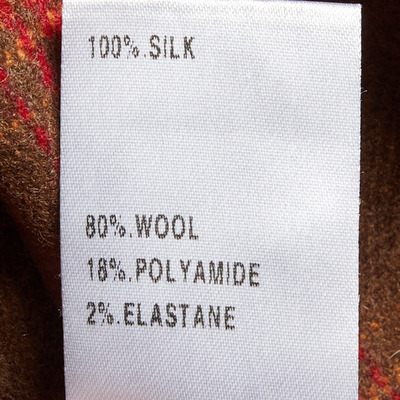 100%.SILK
80%.WOOL
18%.POLYAMIDE
2%.ELASTANE